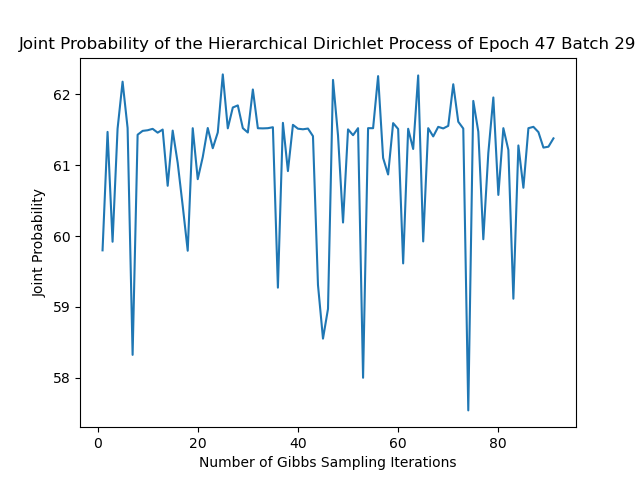 Joint Probability of the Hierarchical Dirichlet Process of Epoch 47 Batch 29
62
61
60
59
58
Joint Probability
0 20 40 60 80
Number of Gibbs Sampling Iterations